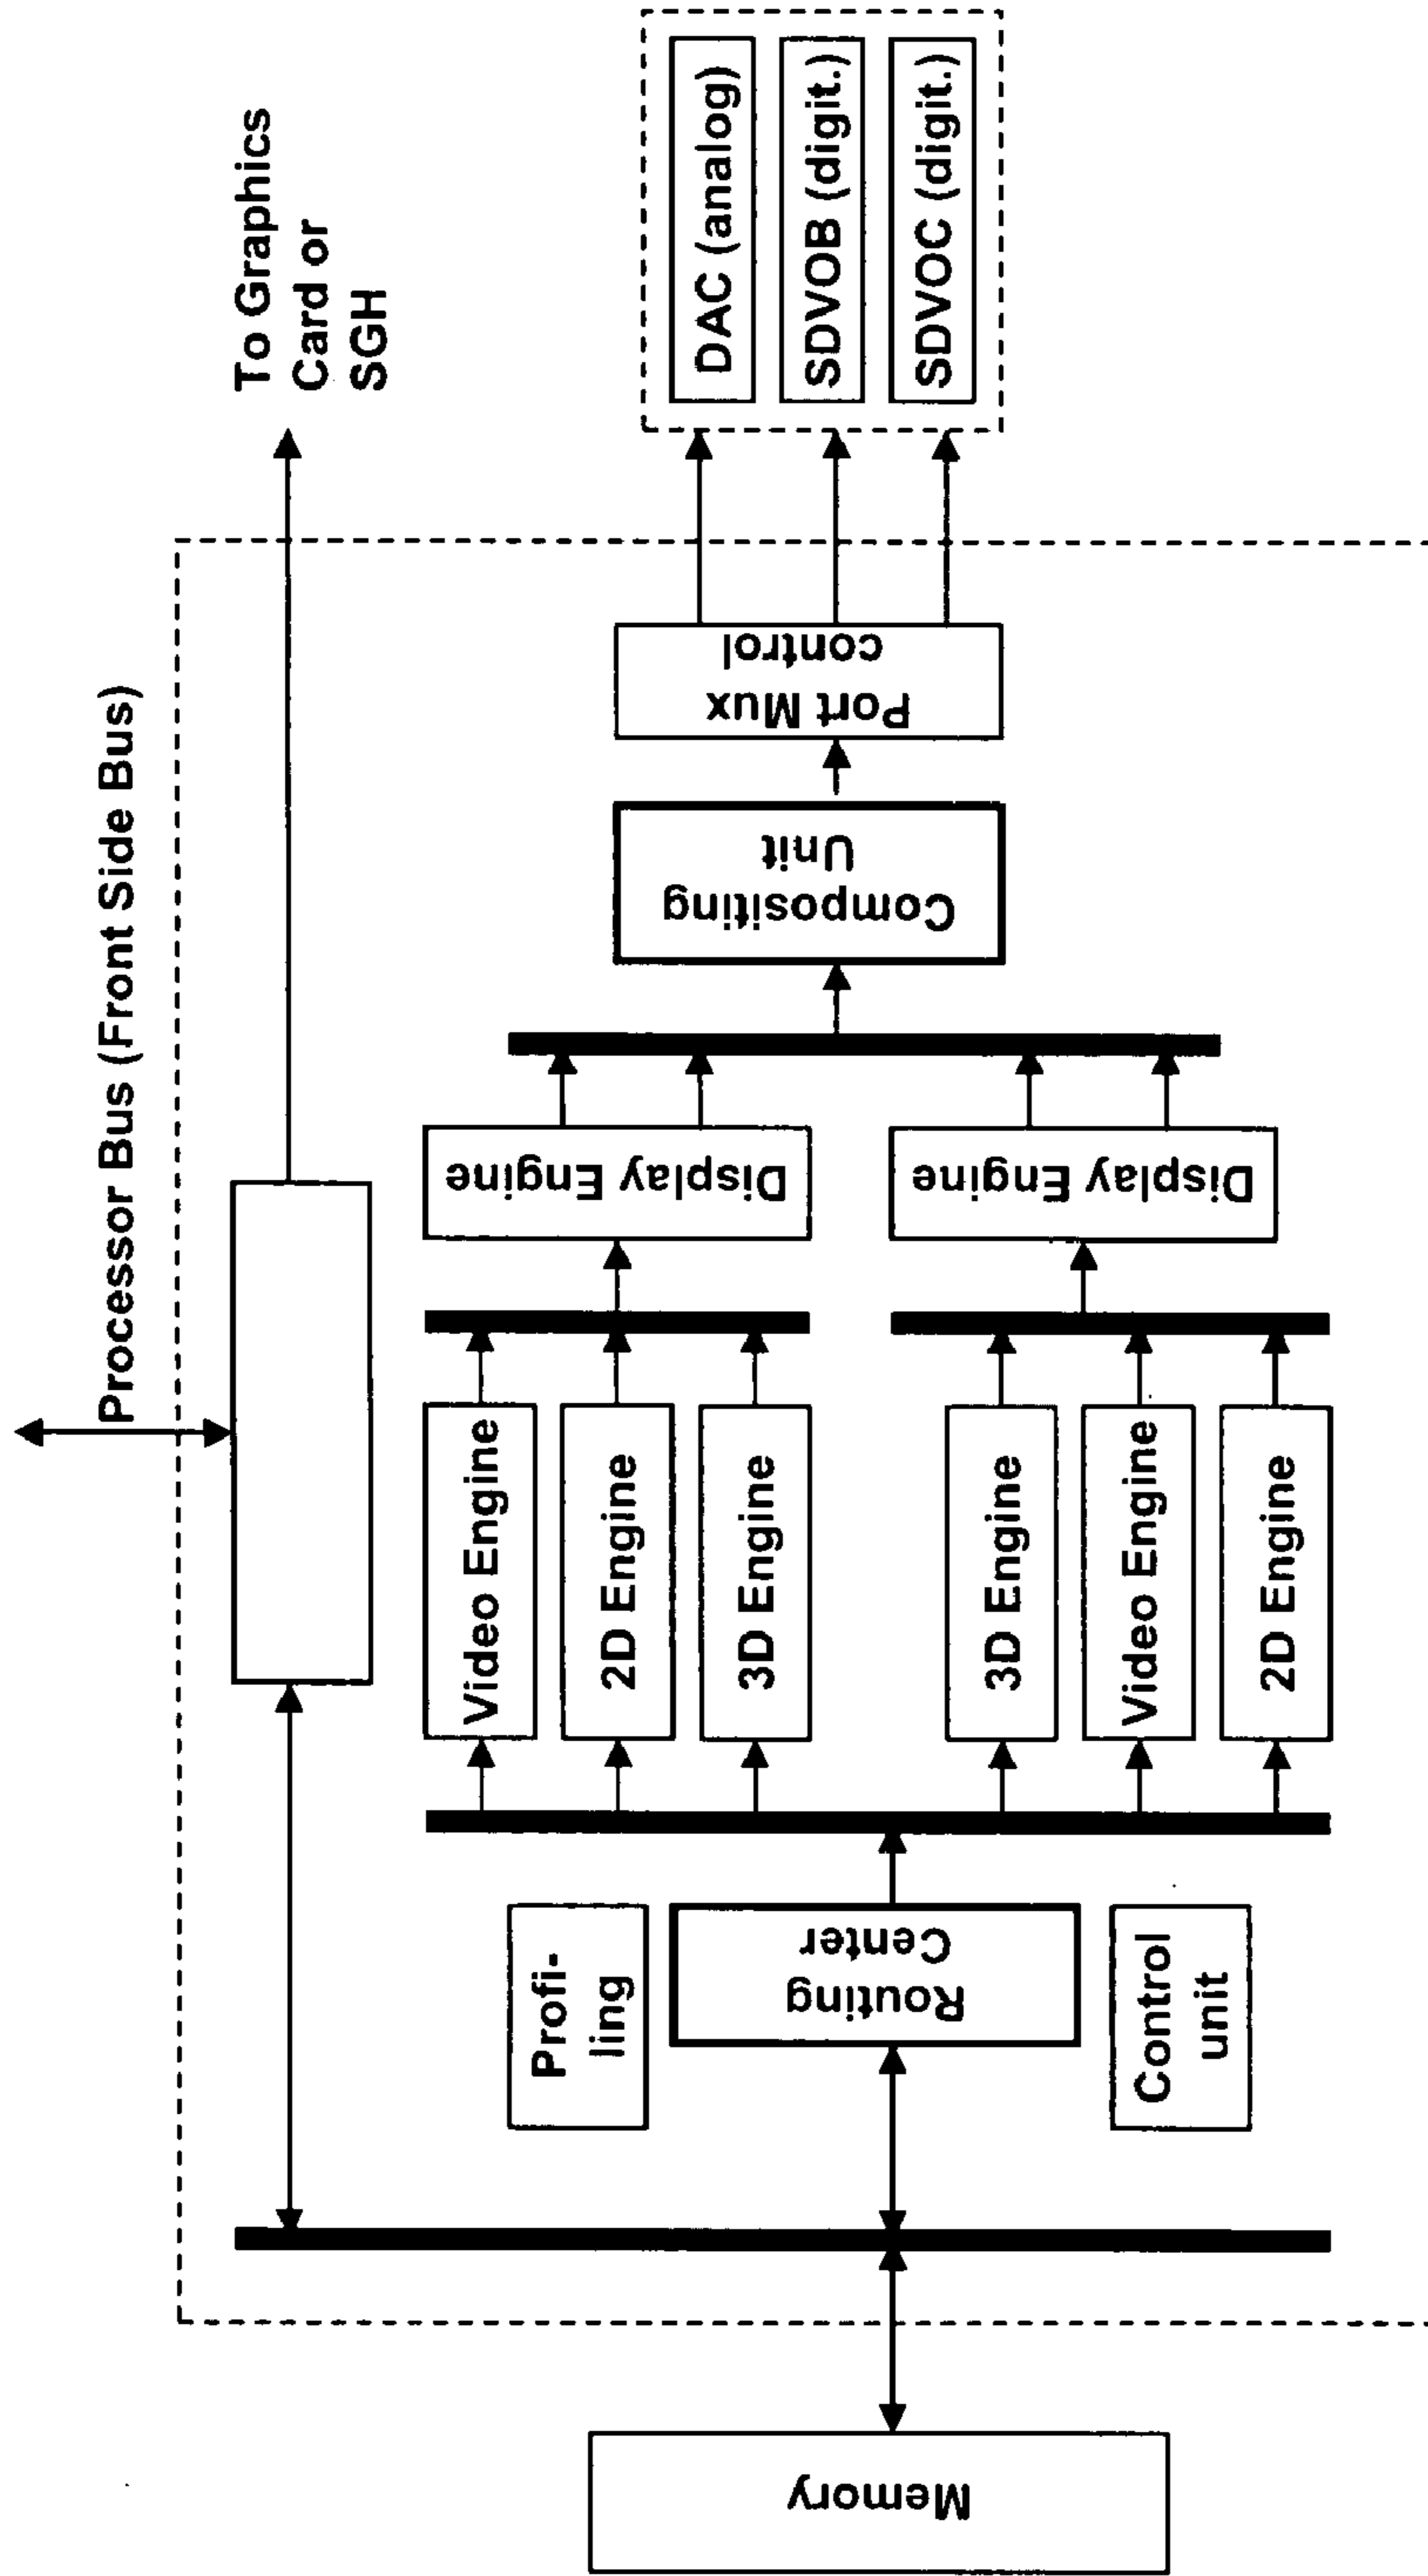 Processor Bus (Front Side Bus)
To Graphics
Card or
SGH
Memory
Profi-
ling
Routing
Center
Control
unit
Video Engine
2D Engine
3D Engine
3D Engine
Video Engine
2D Engine
Display Engine
Display Engine
Compositing
Unit
Port Mux
control
DAC (analog)
SDVOB (digit.)
SDVOC (digit.)